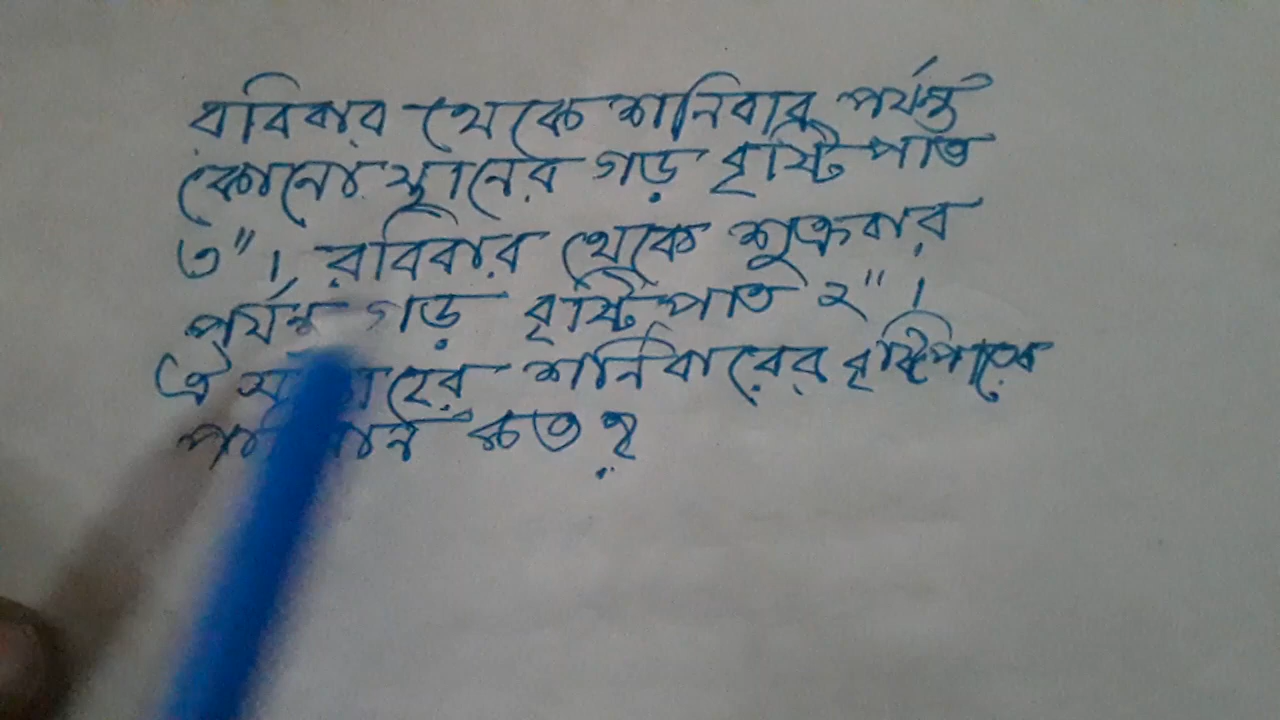 রবিবার থেকে শনিবার পর্যন্ত
কোনো স্থানের গড় বৃষ্টিপাত
৩"। রবিবার থেকে শুক্রবার
পর্যন্ত গড় বৃষ্টিপাত ২"।
ঐ শনিবারের বৃষ্টিপাতের
কত?